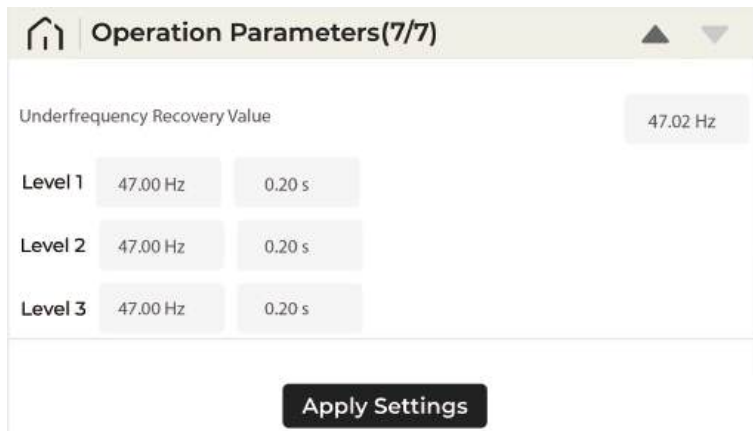 Operation Parameters(7/7)
Underfrequency Recovery Value 47.02 Hz
Level 1 47.00 Hz 0.20 s
Level 2 47.00 Hz 0.20 s
Level 3 47.00 Hz 0.20 s
Apply Settings